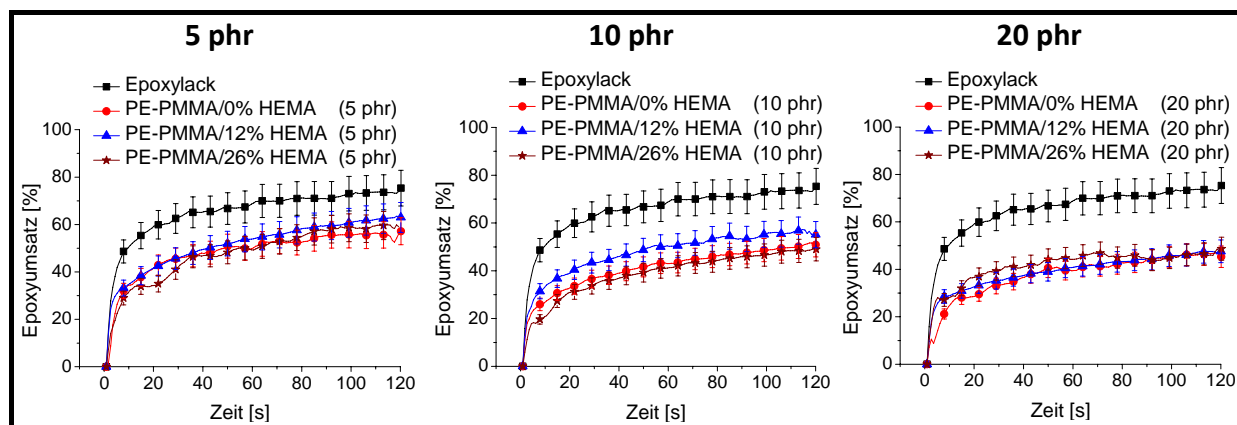 5 phr
Epoxylack
PE-PMMA/0% HEMA (5 phr)
PE-PMMA/12% HEMA (5 phr)
PE-PMMA/26% HEMA (5 phr)
100
80
60
40
20
0
Epoxyumsatz [%]
0 20 40 60 80 100 120
Zeit [s]
10 phr
Epoxylack
PE-PMMA/0% HEMA (10 phr)
PE-PMMA/12% HEMA (10 phr)
PE-PMMA/26% HEMA (10 phr)
100
80
60
40
20
0
Epoxyumsatz [%]
0 20 40 60 80 100 120
Zeit [s]
20 phr
Epoxylack
PE-PMMA/0% HEMA (20 phr)
PE-PMMA/12% HEMA (20 phr)
PE-PMMA/26% HEMA (20 phr)
100
80
60
40
20
0
Epoxyumsatz [%]
0 20 40 60 80 100 120
Zeit [s]